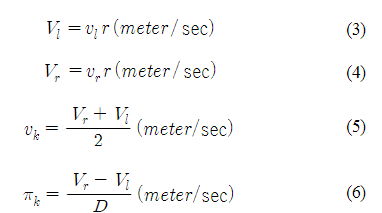 V_l = v_l r (meter/sec) (3)
V_r = v_r r (meter/sec) (4)
υ_k = (V_r + V_l) / 2 (meter/sec) (5)
π_k = (V_r − V_l) / D (meter/sec) (6)